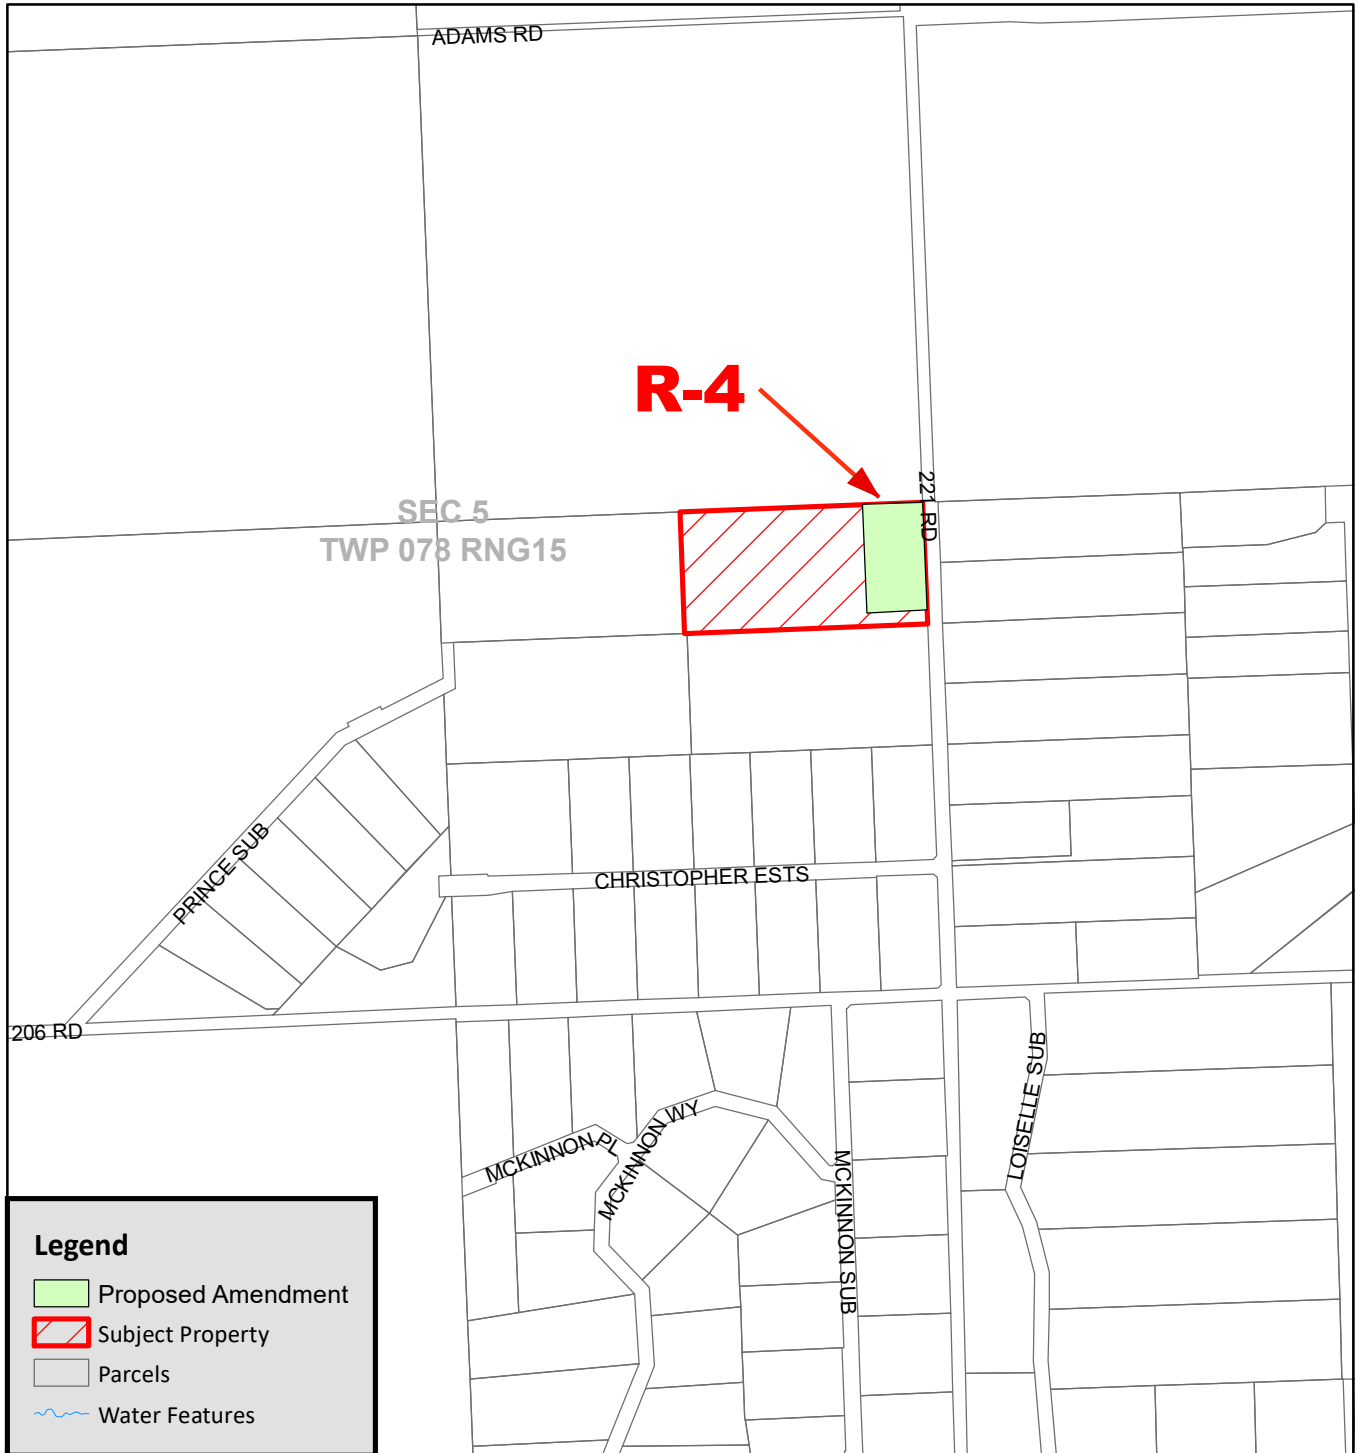 ADAMS RD
R-4
221 RD
SEC 5
TWP 078 RNG15
PRINCE SUB
CHRISTOPHER ESTS
206 RD
LOISELLE SUB
MCKINNON PL
MCKINNON WY
MCKINNON SUB
Legend
Proposed Amendment
Subject Property
Parcels
Water Features